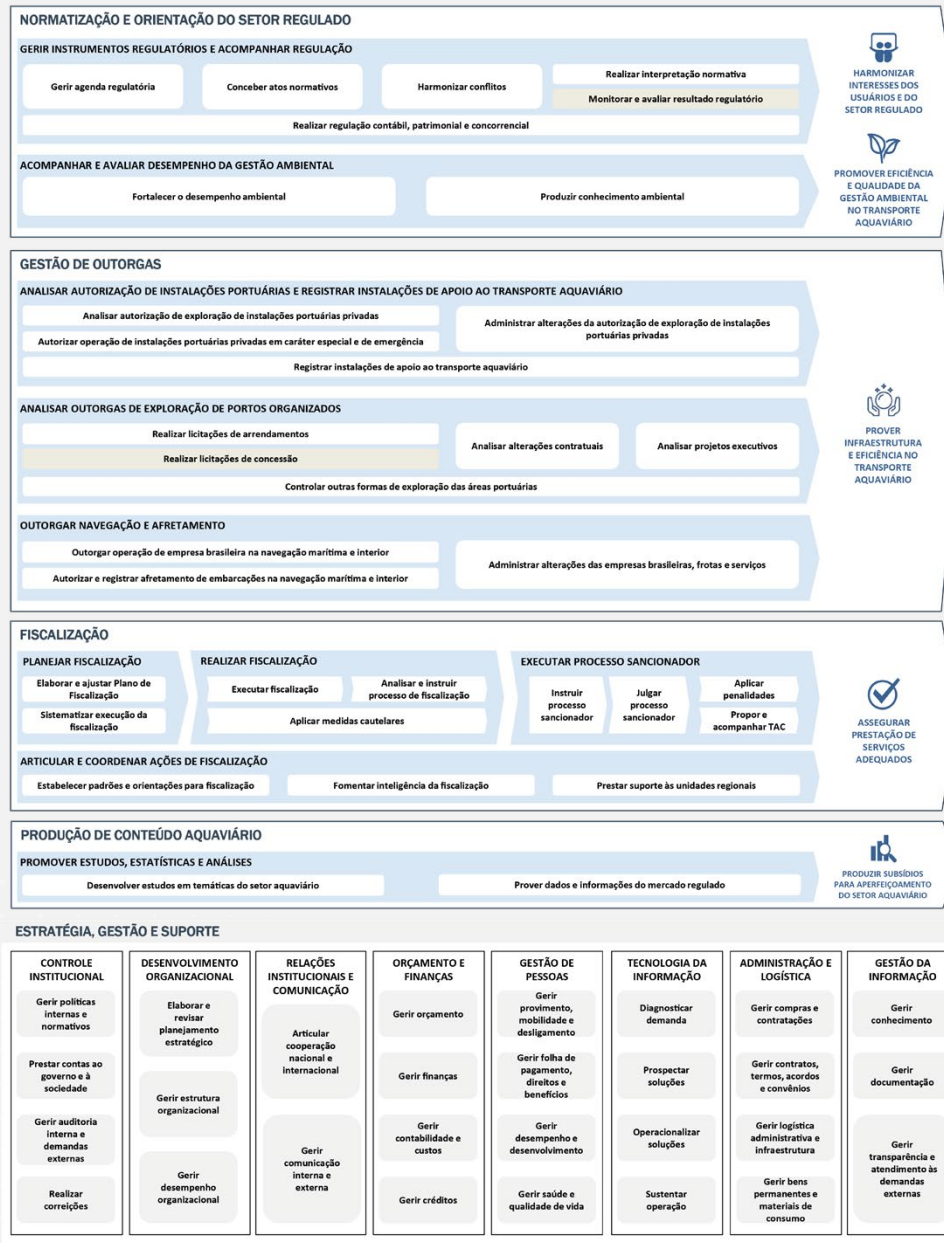 NORMATIZAÇÃO E ORIENTAÇÃO DO SETOR REGULADO
GERIR INSTRUMENTOS REGULATÓRIOS E ACOMPANHAR REGULAÇÃO
Gerir agenda regulatória
Conceber atos normativos
Harmonizar conflitos
Realizar interpretação normativa
Monitorar e avaliar resultado regulatório
Realizar regulação contábil, patrimonial e concorrencial
HARMONIZAR
INTERESSES DOS
USUÁRIOS E DO
SETOR REGULADO
ACOMPANHAR E AVALIAR DESEMPENHO DA GESTÃO AMBIENTAL
Fortalecer o desempenho ambiental
Produzir conhecimento ambiental
PROMOVER EFICIÊNCIA
E QUALIDADE DA
GESTÃO AMBIENTAL
NO TRANSPORTE
AQUAVIÁRIO
GESTÃO DE OUTORGAS
ANALISAR AUTORIZAÇÃO DE INSTALAÇÕES PORTUÁRIAS E REGISTRAR INSTALAÇÕES DE APOIO AO TRANSPORTE AQUAVIÁRIO
Analisar autorização de exploração de instalações portuárias privadas
Autorizar operação de instalações portuárias privadas em caráter especial e de emergência
Administrar alterações da autorização de exploração de instalações
portuárias privadas
Registrar instalações de apoio ao transporte aquaviário
ANALISAR OUTORGAS DE EXPLORAÇÃO DE PORTOS ORGANIZADOS
Realizar licitações de arrendamentos
Realizar licitações de concessão
Analisar alterações contratuais
Analisar projetos executivos
Controlar outras formas de exploração das áreas portuárias
PROVER
INFRAESTRUTURA
E EFICIÊNCIA NO
TRANSPORTE
AQUAVIÁRIO
OUTORGAR NAVEGAÇÃO E AFRETAMENTO
Outorgar operação de empresa brasileira na navegação marítima e interior
Autorizar e registrar afretamento de embarcações na navegação marítima e interior
Administrar alterações das empresas brasileiras, frotas e serviços
FISCALIZAÇÃO
PLANEJAR FISCALIZAÇÃO
Elaborar e ajustar Plano de
Fiscalização
Sistematizar execução da
fiscalização
REALIZAR FISCALIZAÇÃO
Executar fiscalização
Analisar e instruir
processo de fiscalização
Aplicar medidas cautelares
EXECUTAR PROCESSO SANCIONADOR
Instruir
processo
sancionador
Julgar
processo
sancionador
Aplicar
penalidades
Propor e
acompanhar TAC
ASSEGURAR
PRESTAÇÃO DE
SERVIÇOS
ADEQUADOS
ARTICULAR E COORDENAR AÇÕES DE FISCALIZAÇÃO
Estabelecer padrões e orientações para fiscalização
Fomentar inteligência da fiscalização
Prestar suporte às unidades regionais
PRODUÇÃO DE CONTEÚDO AQUAVIÁRIO
PROMOVER ESTUDOS, ESTATÍSTICAS E ANÁLISES
Desenvolver estudos em temáticas do setor aquaviário
Prover dados e informações do mercado regulado
PRODUZIR SUBSÍDIOS
PARA APERFEIÇOAMENTO
DO SETOR AQUAVIÁRIO
ESTRATÉGIA, GESTÃO E SUPORTE
CONTROLE
INSTITUCIONAL
Gerir políticas
internas e
normativos
Prestar contas ao
governo e à
sociedade
Gerir auditoria
interna e
demandas
externas
Realizar
correições
DESENVOLVIMENTO
ORGANIZACIONAL
Elaborar e
revisar
planejamento
estratégico
Gerir estrutura
organizacional
Gerir
desempenho
organizacional
RELAÇÕES
INSTITUCIONAIS E
COMUNICAÇÃO
Articular
cooperação
nacional e
internacional
Gerir
comunicação
interna e
externa
ORÇAMENTO E
FINANÇAS
Gerir orçamento
Gerir finanças
Gerir
contabilidade e
custos
Gerir créditos
GESTÃO DE
PESSOAS
Gerir
provimento,
mobilidade e
desligamento
Gerir folha de
pagamento,
direitos e
benefícios
Gerir
desempenho e
desenvolvimento
Gerir saúde e
qualidade de vida
TECNOLOGIA DA
INFORMAÇÃO
Diagnosticar
demanda
Prospectar
soluções
Operacionalizar
soluções
Sustentar
operação
ADMINISTRAÇÃO E
LOGÍSTICA
Gerir compras e
contratações
Gerir contratos,
termos, acordos
e convênios
Gerir logística
administrativa e
infraestrutura
Gerir bens
permanentes e
materiais de
consumo
GESTÃO DA
INFORMAÇÃO
Gerir
conhecimento
Gerir
documentação
Gerir
transparência e
atendimento às
demandas
externas